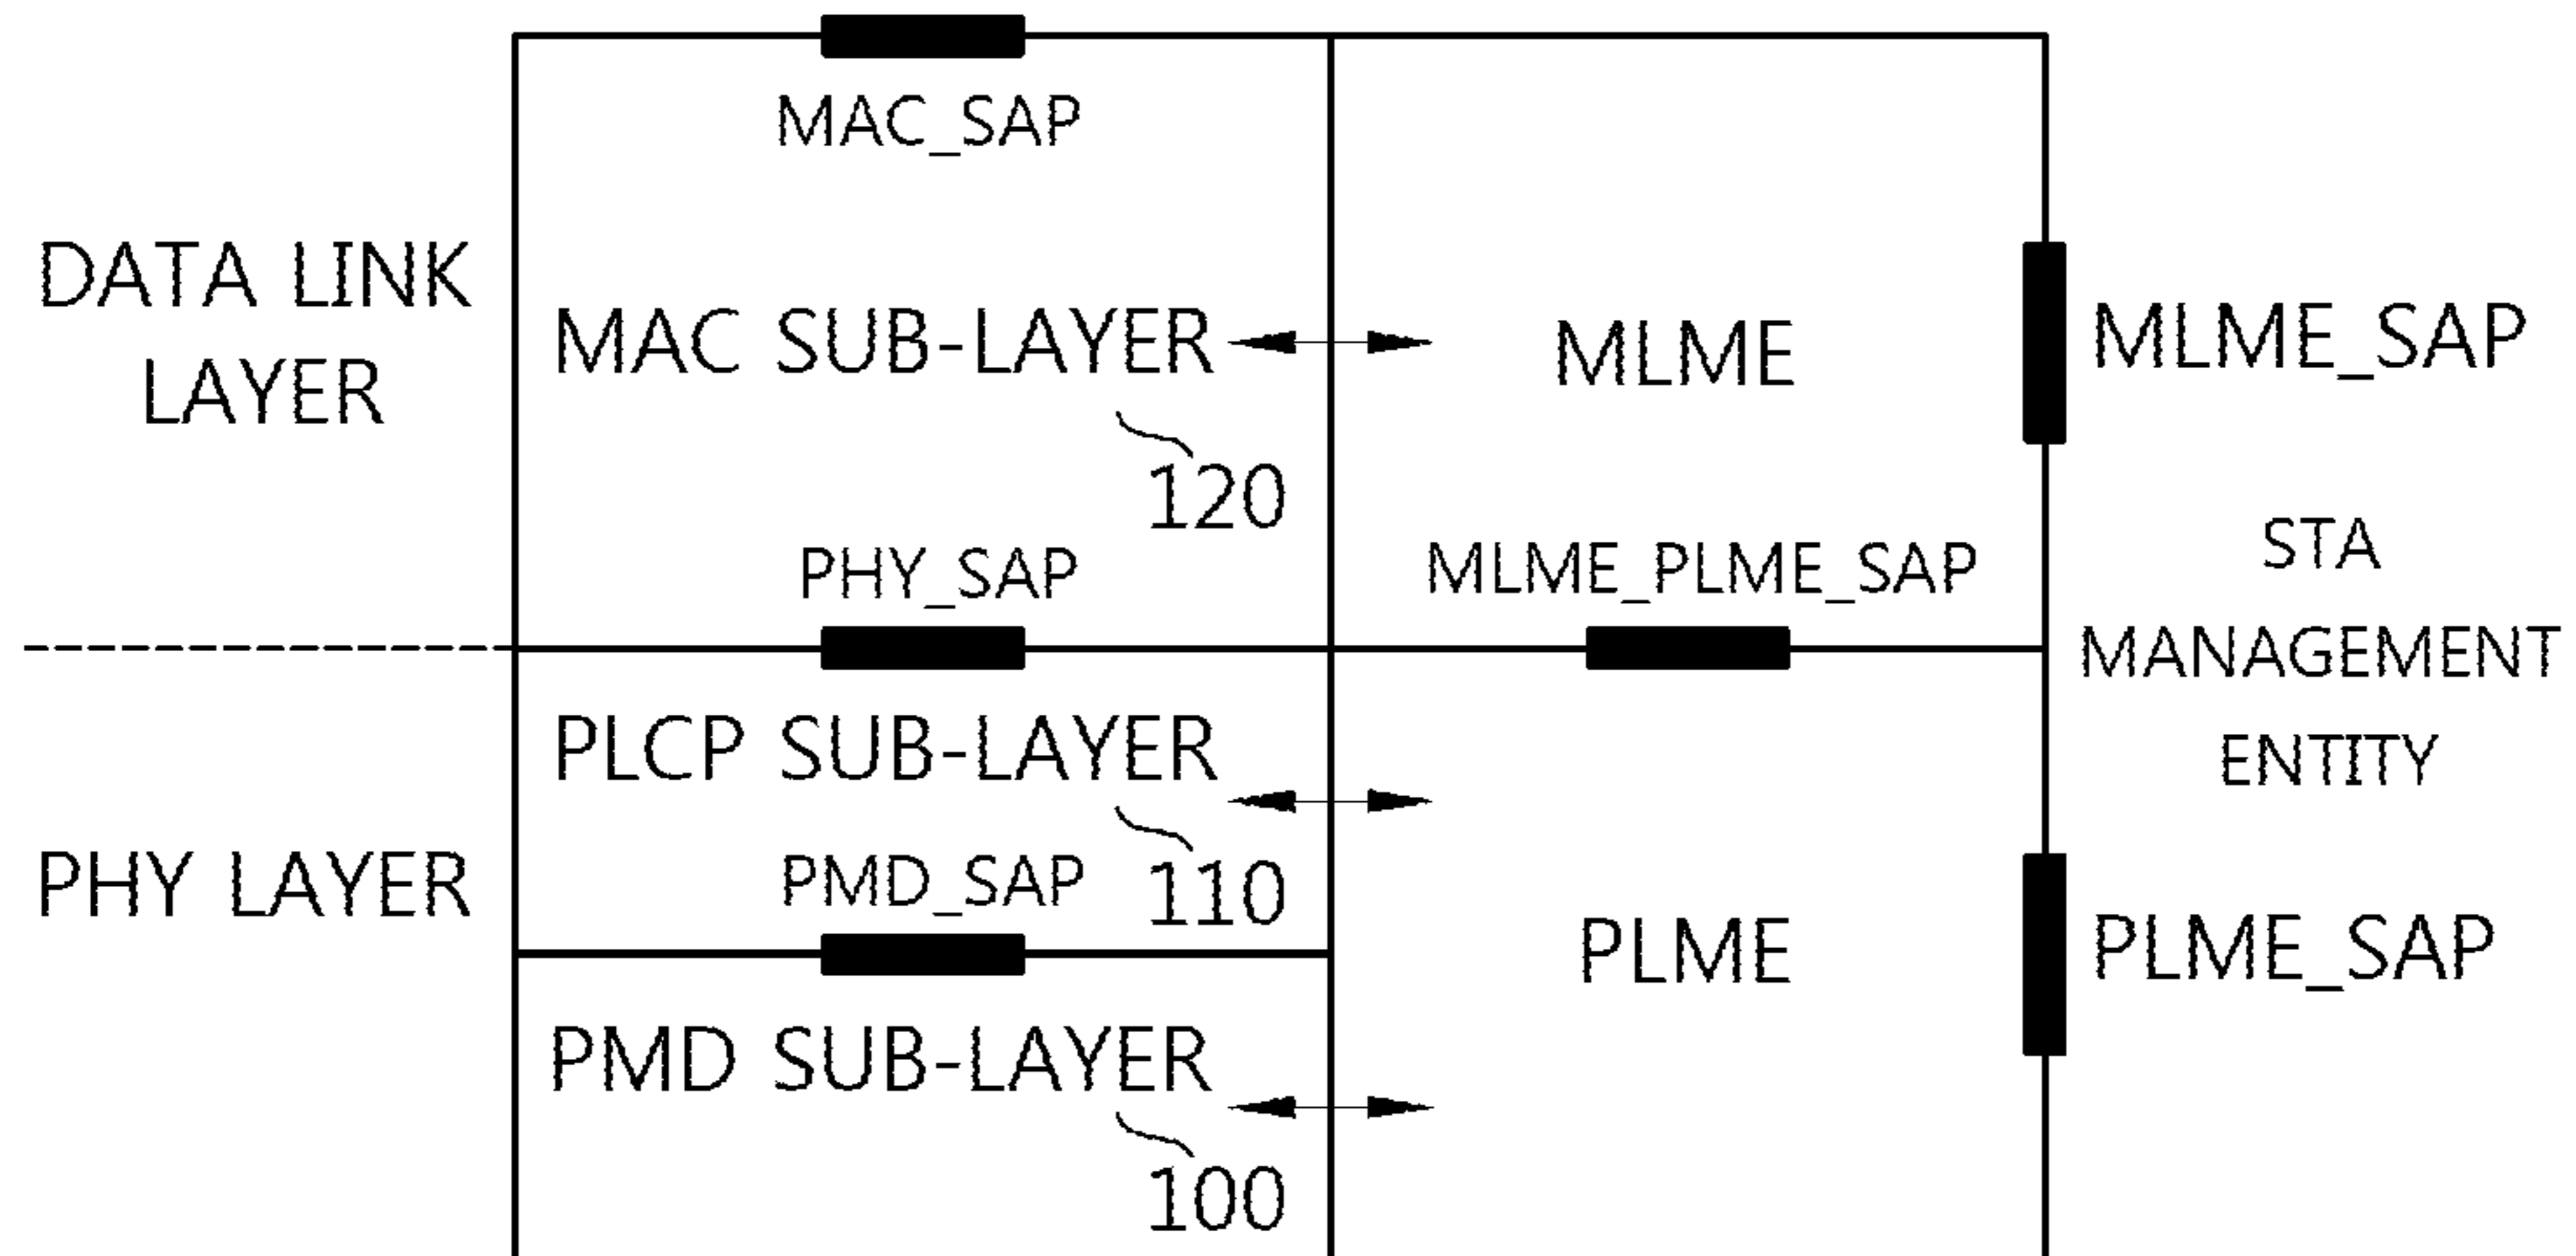 MAC_SAP
DATA LINK
LAYER
MAC SUB-LAYER
MLME
MLME_SAP
120
PHY_SAP
MLME_PLME_SAP
STA
MANAGEMENT
ENTITY
PLCP SUB-LAYER
110
PHY LAYER
PMD_SAP
PLME
PLME_SAP
PMD SUB-LAYER
100